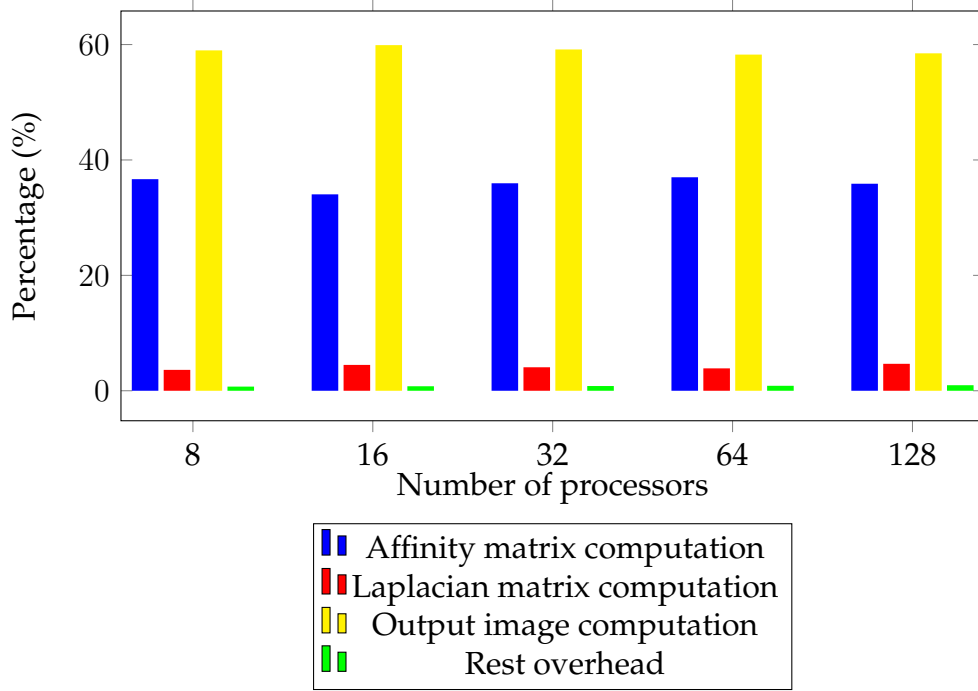 60
40
20
0
Percentage (%)
8 16 32 64 128
Number of processors
Affinity matrix computation
Laplacian matrix computation
Output image computation
Rest overhead